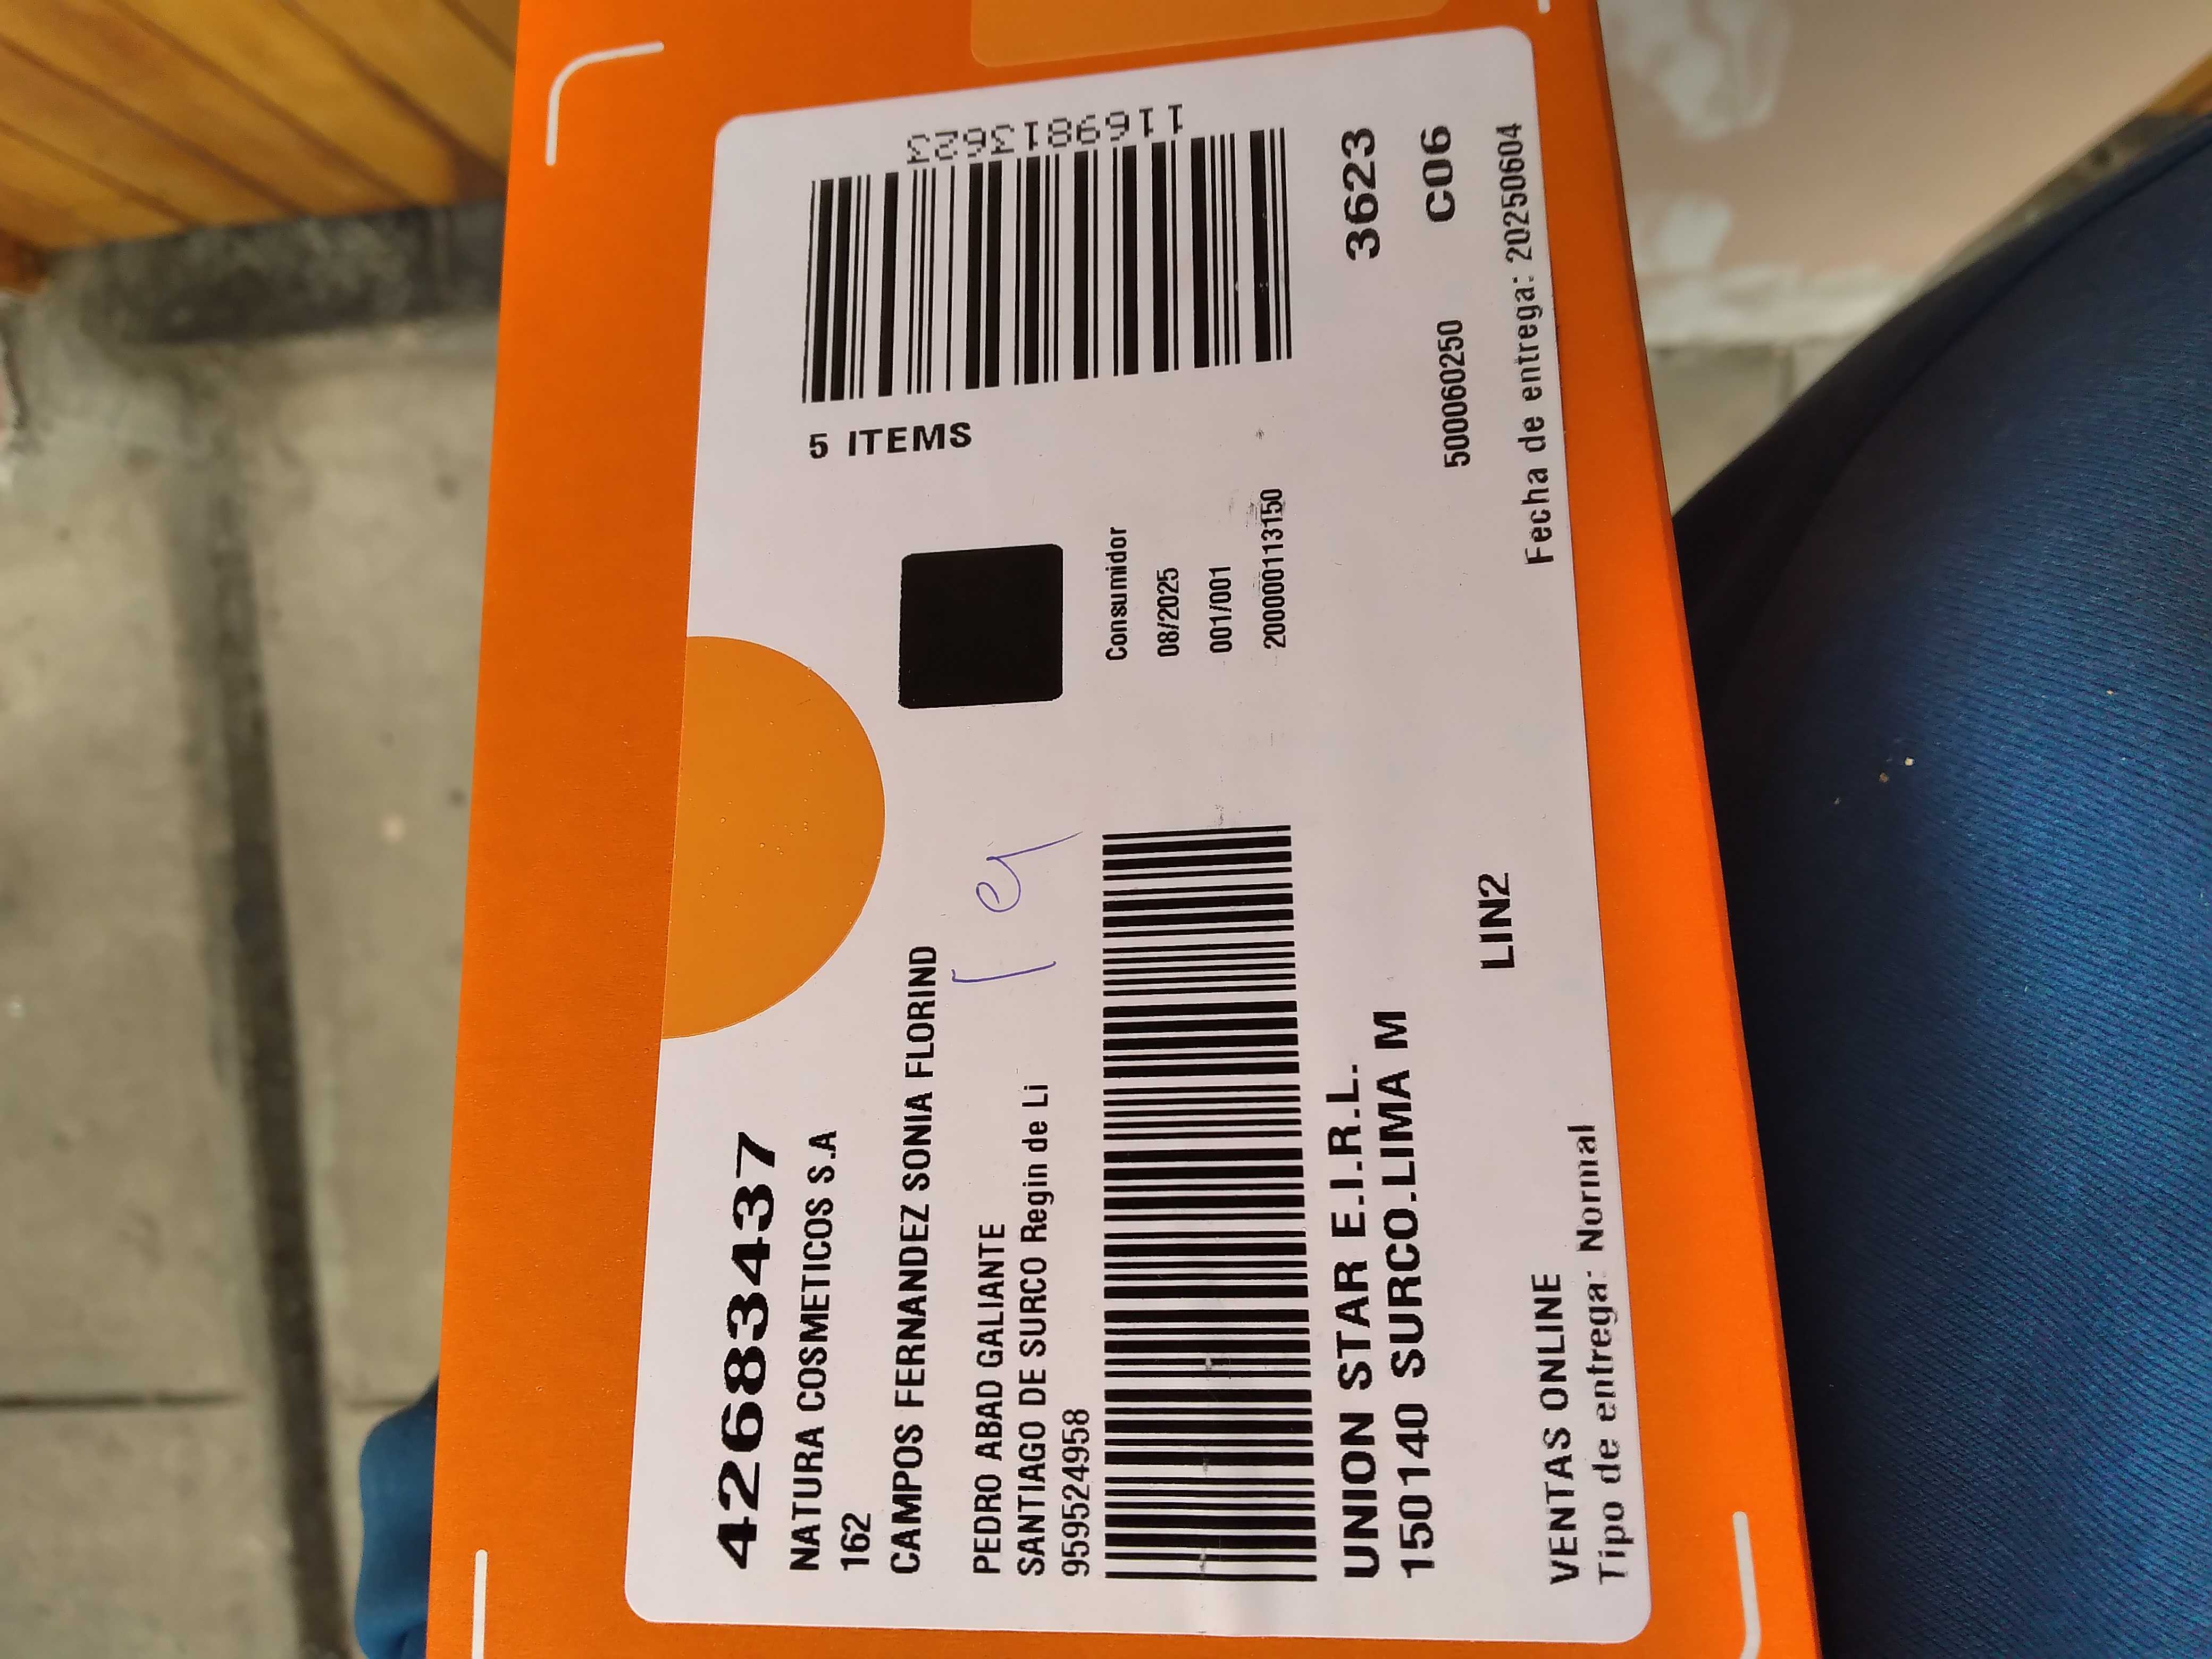 42683437
NATURA COSMETICOS S.A
162
CAMPOS FERNANDEZ SONIA FLORIND
PEDRO ABAD GALIANTE
SANTIAGO DE SURCO Regin de Li
959524958
UNION STAR E.I.R.L.
150140 SURCO.LIMA M
LIN2
VENTAS ONLINE
Tipo de entrega: Normal
5 ITEMS
1169813623
Consumidor
08/2025
001/001
2000000113150
3623
C06
500060250
Fecha de entrega: 20250604